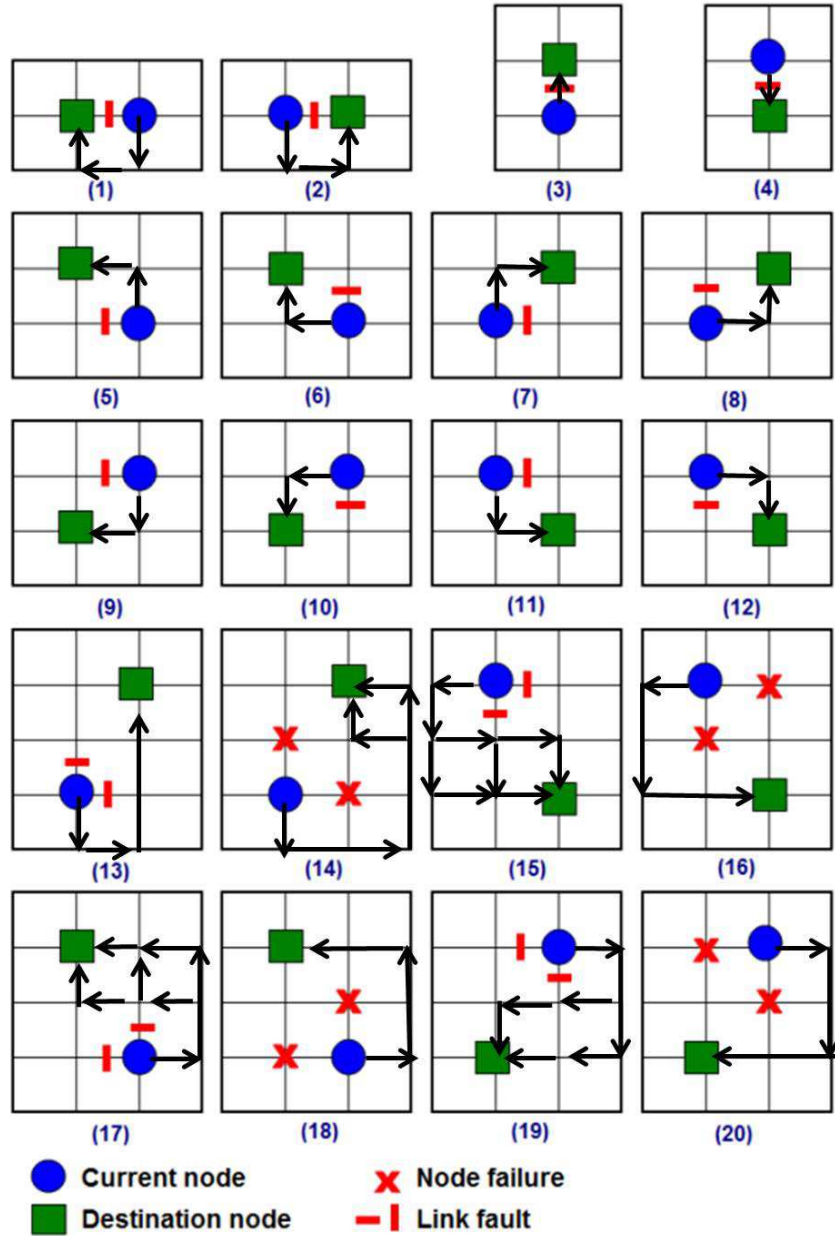 (1) (2) (3) (4)
(5) (6) (7) (8)
(9) (10) (11) (12)
(13) (14) (15) (16)
(17) (18) (19) (20)
Current node Node failure
Destination node Link fault